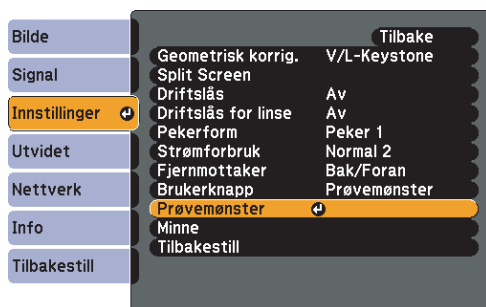 Bilde
Signal
Innstillinger
Utvidet
Nettverk
Info
Tilbakestill
Tilbake
Geometrisk korrig. V/L-Keystone
Split Screen
Driftslås Av
Driftslås for linse Av
Pekerform Peker 1
Strømforbruk Normal 2
Fjernmottaker Bak/Foran
Brukerknapp Prøvemønster
Prøvemønster
Minne
Tilbakestill